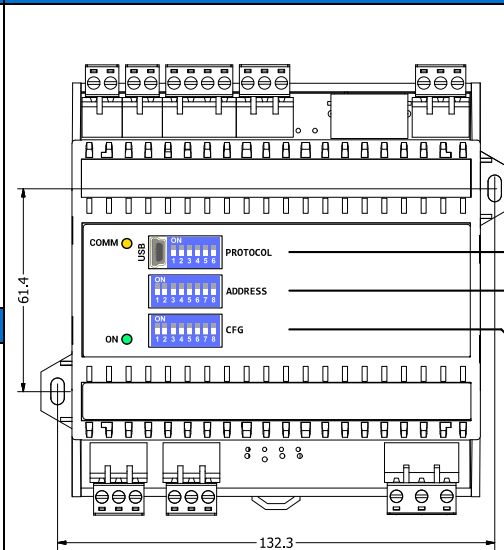 COMM
USB
ON
1 2 3 4 5 6
PROTOCOL
ON
1 2 3 4 5 6 7 8
ADDRESS
ON
1 2 3 4 5 6 7 8
CFG
ON
61.4
132.3